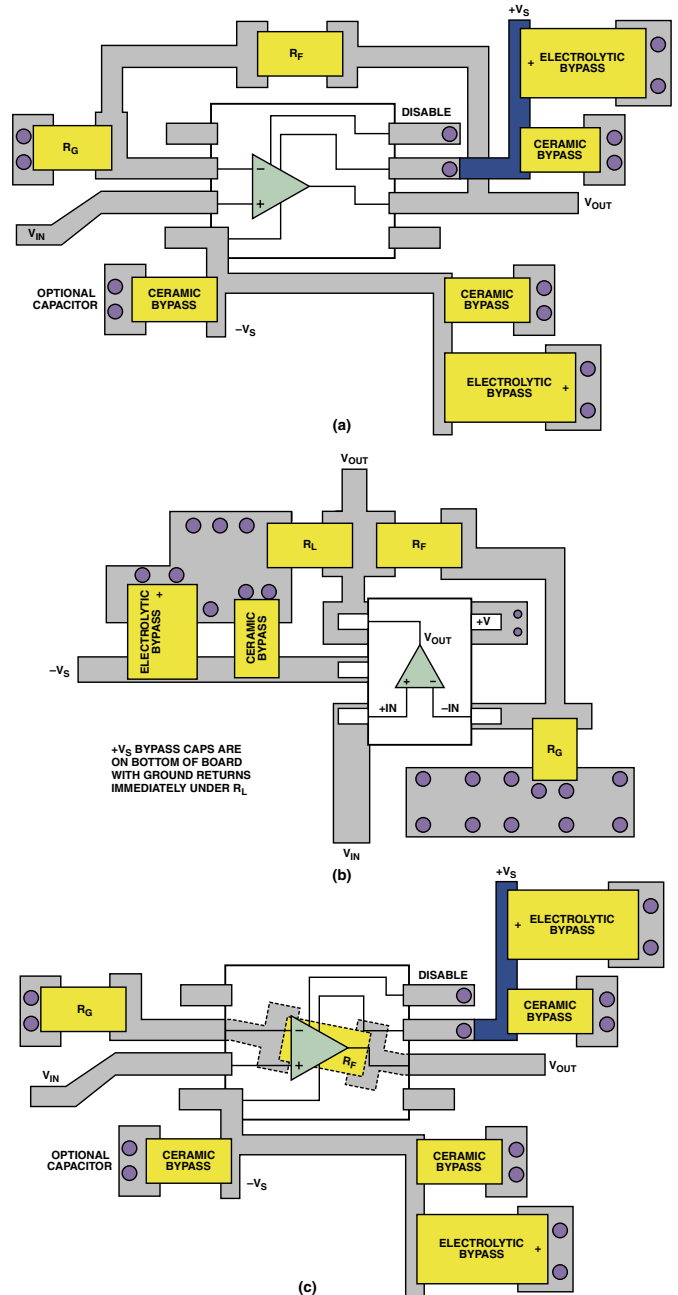 +VS
RF
+ ELECTROLYTIC
BYPASS
DISABLE
RG
CERAMIC
BYPASS
−
+
VIN
VOUT
OPTIONAL
CAPACITOR
CERAMIC
BYPASS
−VS
CERAMIC
BYPASS
ELECTROLYTIC
BYPASS +
(a)
VOUT
RL
RF
ELECTROLYTIC
BYPASS +
CERAMIC
BYPASS
+V
VOUT
−VS
+ −
+IN
−IN
+VS BYPASS CAPS ARE
ON BOTTOM OF BOARD
WITH GROUND RETURNS
IMMEDIATELY UNDER RL
RG
VIN
(b)
+VS
+ ELECTROLYTIC
BYPASS
DISABLE
RG
CERAMIC
BYPASS
−
+
RF
VIN
VOUT
OPTIONAL
CAPACITOR
CERAMIC
BYPASS
−VS
CERAMIC
BYPASS
ELECTROLYTIC
BYPASS +
(c)